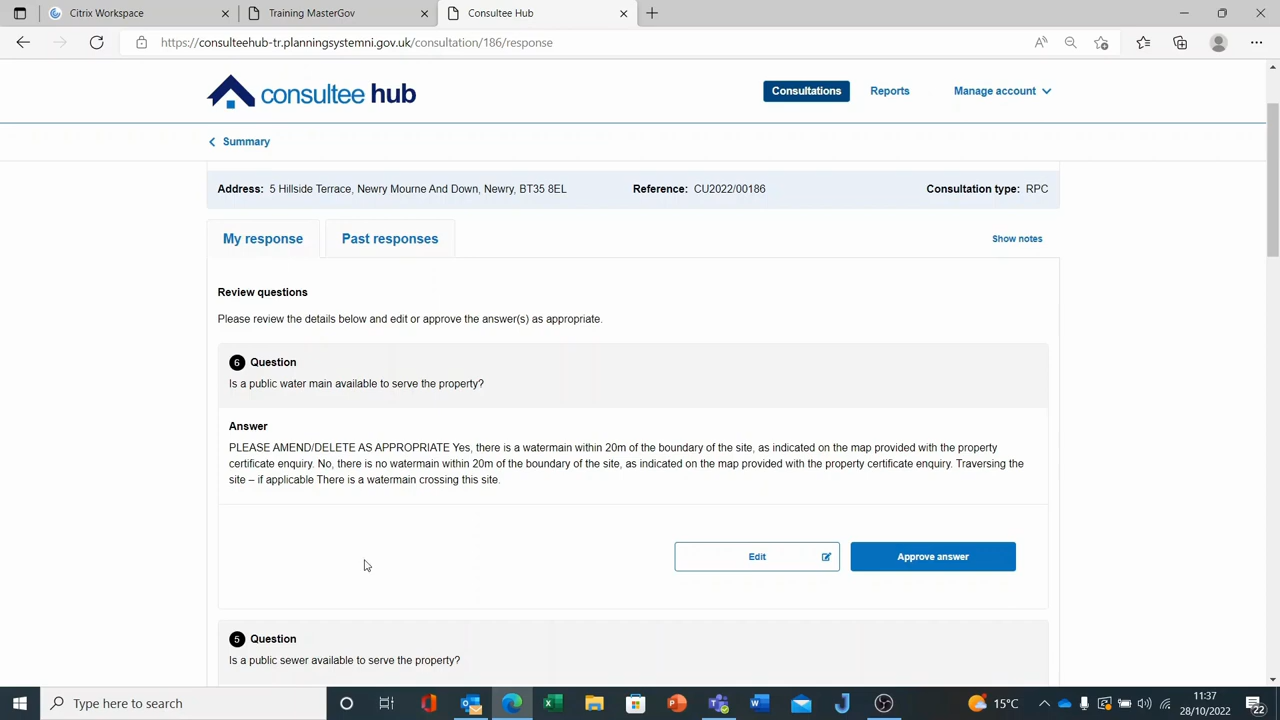 Citrix Workspace
Training MasterGov
Consultee Hub
https://consulteehub-tr.planningsystemni.gov.uk/consultation/186/response
consultee hub
Consultations
Reports
Manage account
Summary
Address: 5 Hillside Terrace, Newry Mourne And Down, Newry, BT35 8EL
Reference: CU2022/00186
Consultation type: RPC
My response
Past responses
Show notes
Review questions
Please review the details below and edit or approve the answer(s) as appropriate.
6 Question
Is a public water main available to serve the property?
Answer
PLEASE AMEND/DELETE AS APPROPRIATE Yes, there is a watermain within 20m of the boundary of the site, as indicated on the map provided with the property
certificate enquiry. No, there is no watermain within 20m of the boundary of the site, as indicated on the map provided with the property certificate enquiry. Traversing the
site – if applicable There is a watermain crossing this site.
Edit
Approve answer
5 Question
Is a public sewer available to serve the property?
Type here to search
15°C
11:37
28/10/2022
22